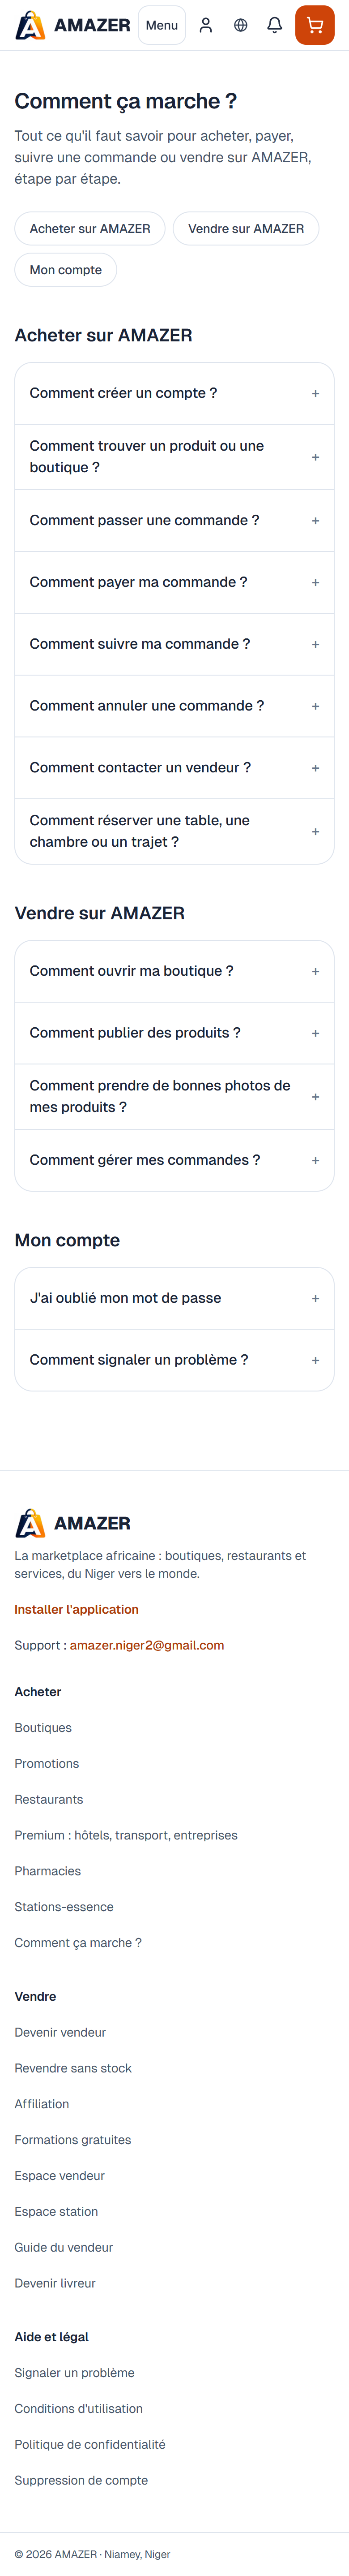 AMAZER
Menu
Comment ça marche ?
Tout ce qu'il faut savoir pour acheter, payer,
suivre une commande ou vendre sur AMAZER,
étape par étape.
Acheter sur AMAZER
Vendre sur AMAZER
Mon compte
Acheter sur AMAZER
Comment créer un compte ?
+
Comment trouver un produit ou une
boutique ?
+
Comment passer une commande ?
+
Comment payer ma commande ?
+
Comment suivre ma commande ?
+
Comment annuler une commande ?
+
Comment contacter un vendeur ?
+
Comment réserver une table, une
chambre ou un trajet ?
+
Vendre sur AMAZER
Comment ouvrir ma boutique ?
+
Comment publier des produits ?
+
Comment prendre de bonnes photos de
mes produits ?
+
Comment gérer mes commandes ?
+
Mon compte
J'ai oublié mon mot de passe
+
Comment signaler un problème ?
+
AMAZER
La marketplace africaine : boutiques, restaurants et
services, du Niger vers le monde.
Installer l'application
Support : amazer.niger2@gmail.com
Acheter
Boutiques
Promotions
Restaurants
Premium : hôtels, transport, entreprises
Pharmacies
Stations-essence
Comment ça marche ?
Vendre
Devenir vendeur
Revendre sans stock
Affiliation
Formations gratuites
Espace vendeur
Espace station
Guide du vendeur
Devenir livreur
Aide et légal
Signaler un problème
Conditions d'utilisation
Politique de confidentialité
Suppression de compte
© 2026 AMAZER · Niamey, Niger